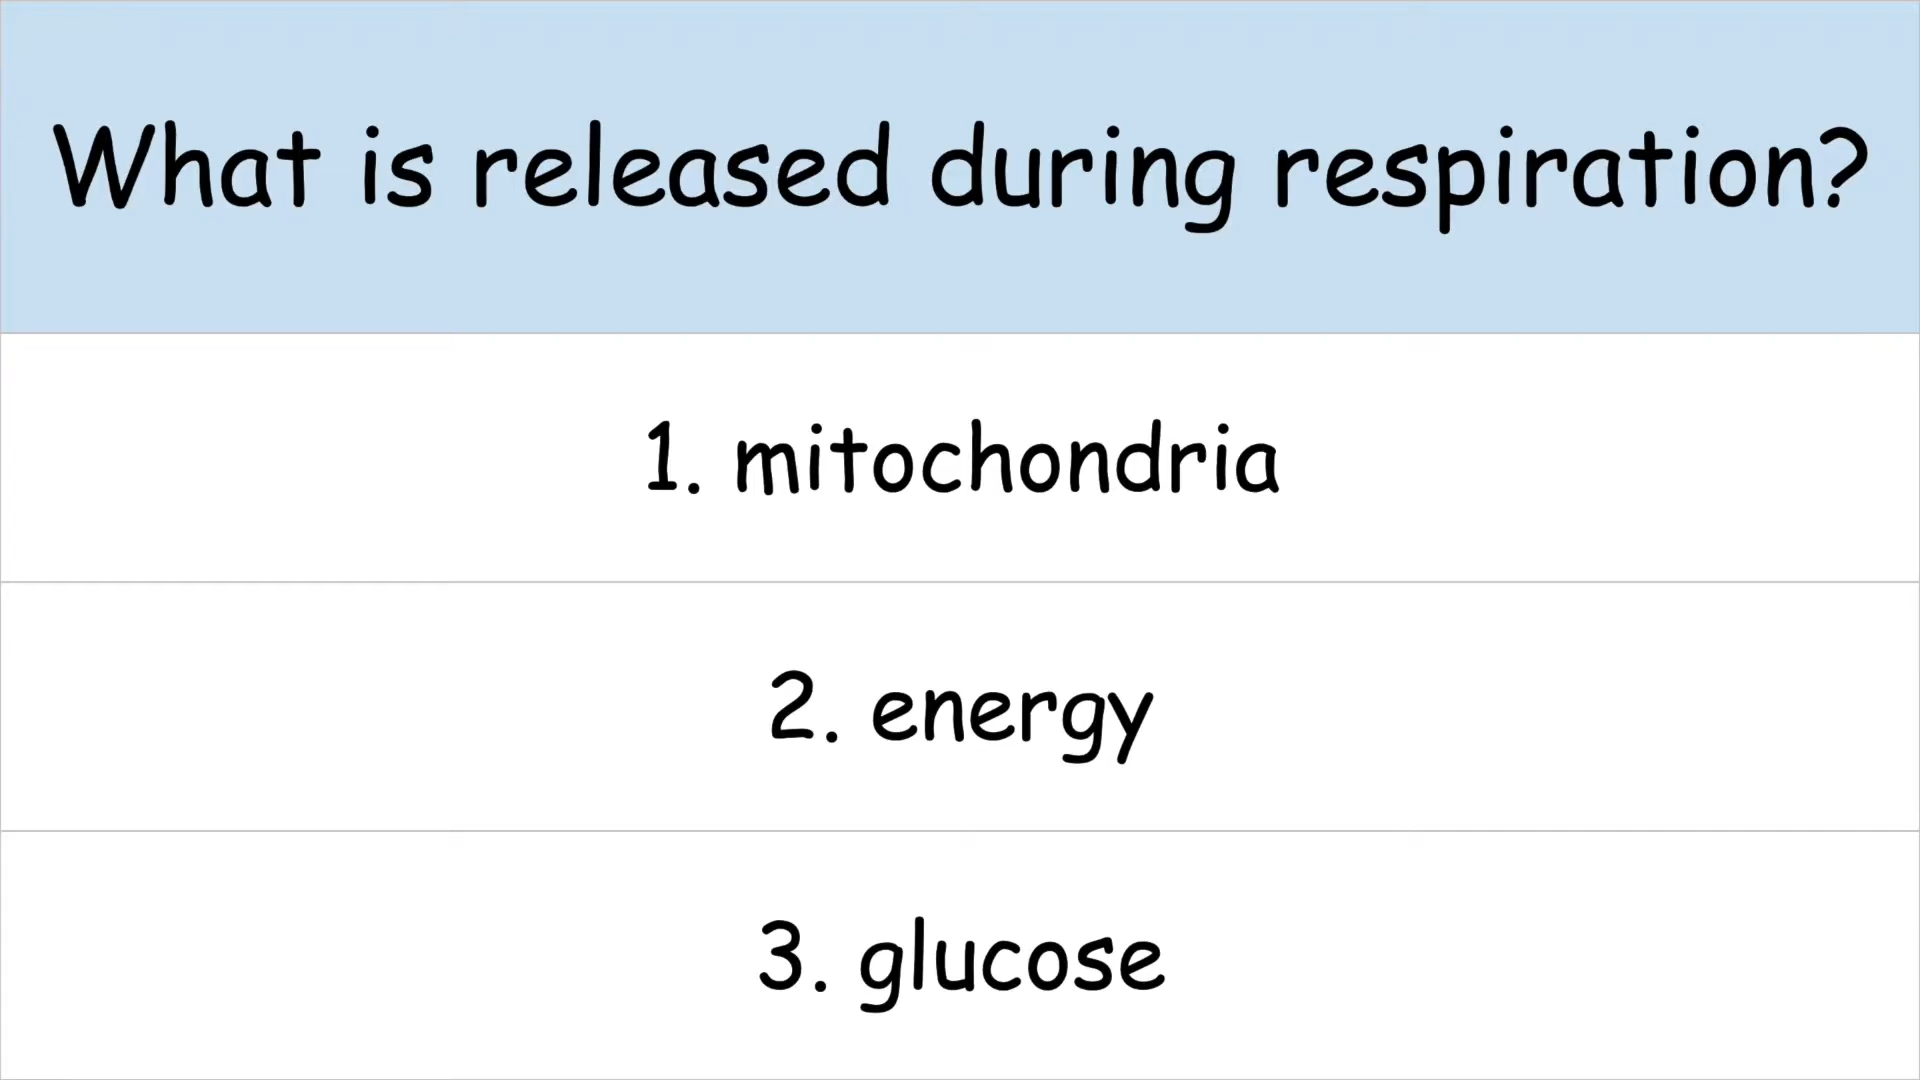 What is released during respiration?
1. mitochondria
2. energy
3. glucose